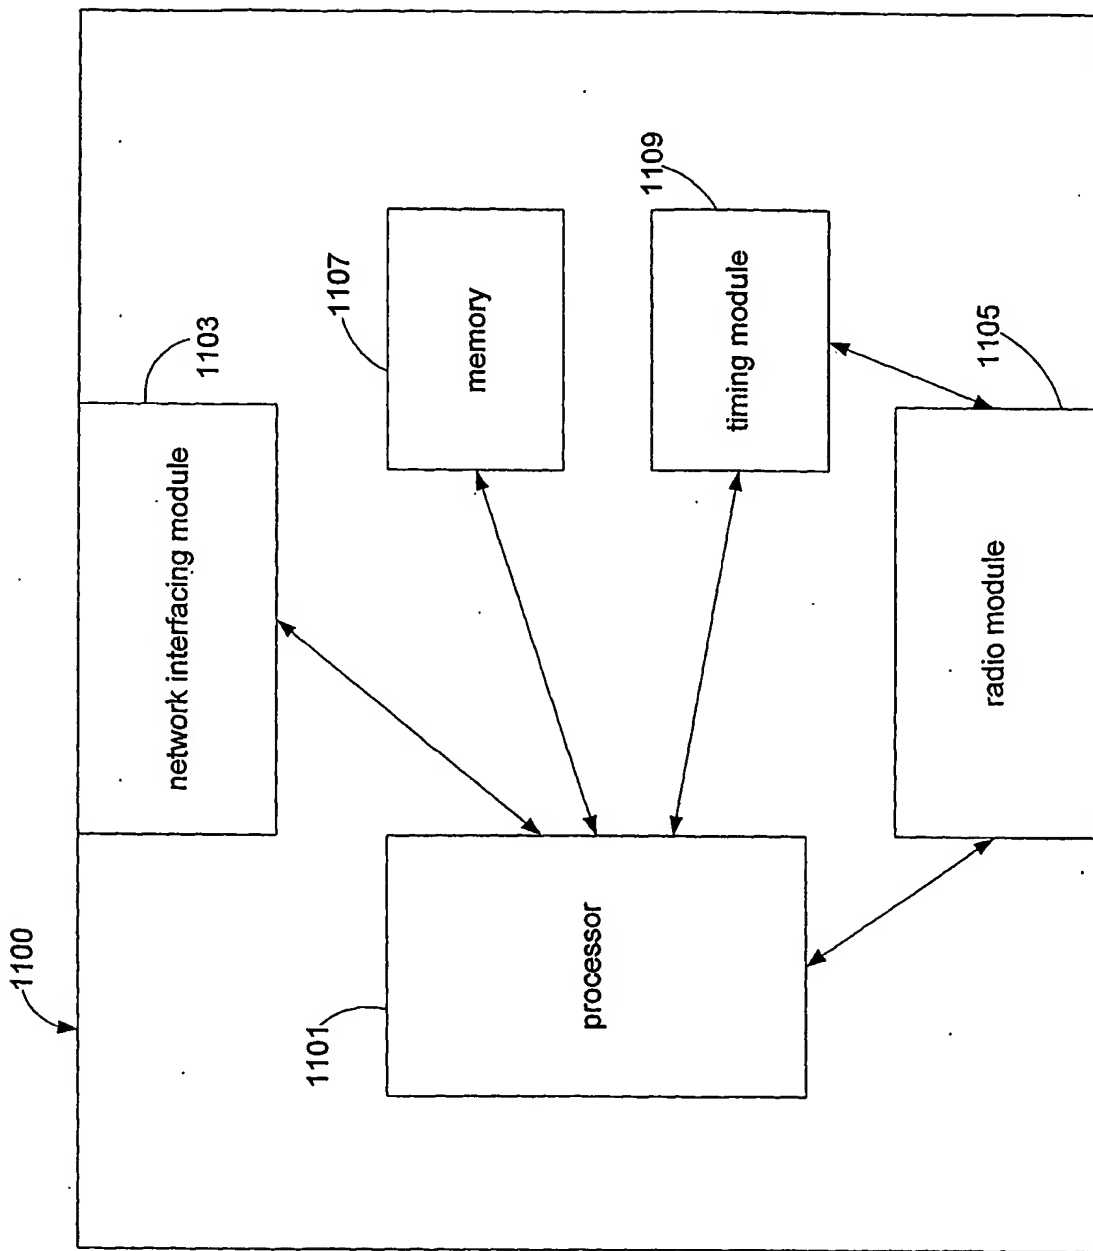 1100
1101
processor
1103
network interfacing module
1107
memory
1109
timing module
1105
radio module